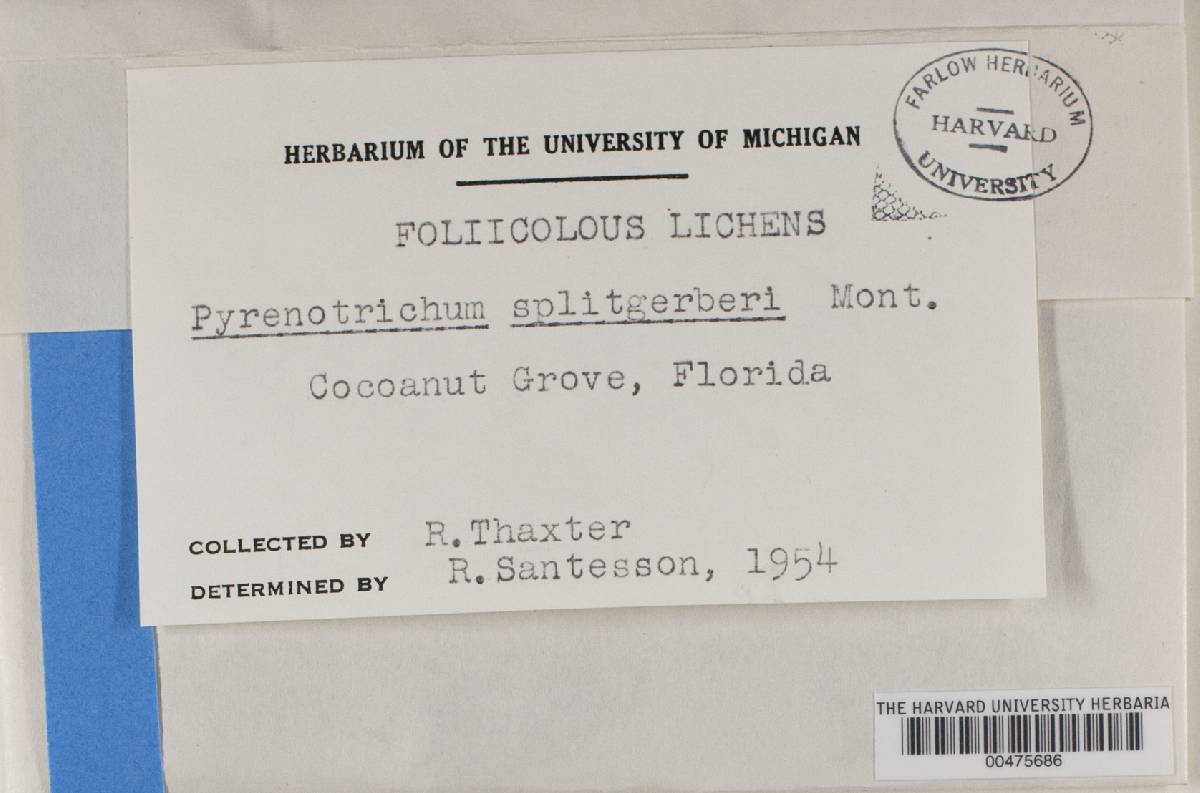 FARLOW HERBARIUM
HARVARD
UNIVERSITY
HERBARIUM OF THE UNIVERSITY OF MICHIGAN
FOLIICOLOUS LICHENS
Pyrenotrichum splitgerberi Mont.
Cocoanut Grove, Florida
COLLECTED BY R.Thaxter
DETERMINED BY R.Santesson, 1954
THE HARVARD UNIVERSITY HERBARIA
00475686